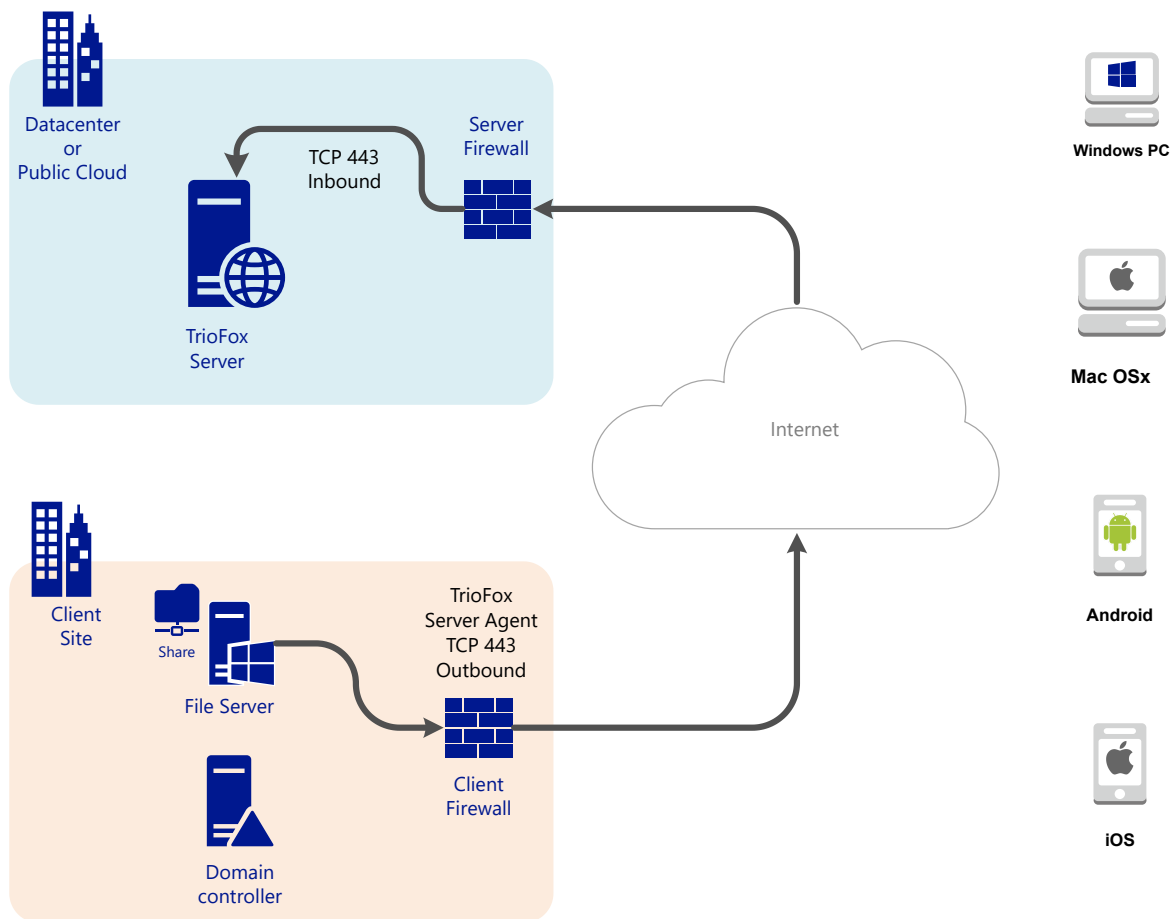 Datacenter
or
Public Cloud
TCP 443
Inbound
Server
Firewall
TrioFox
Server
Windows PC
Mac OSx
Internet
Android
iOS
Client
Site
Share
File Server
TrioFox
Server Agent
TCP 443
Outbound
Client
Firewall
Domain
controller